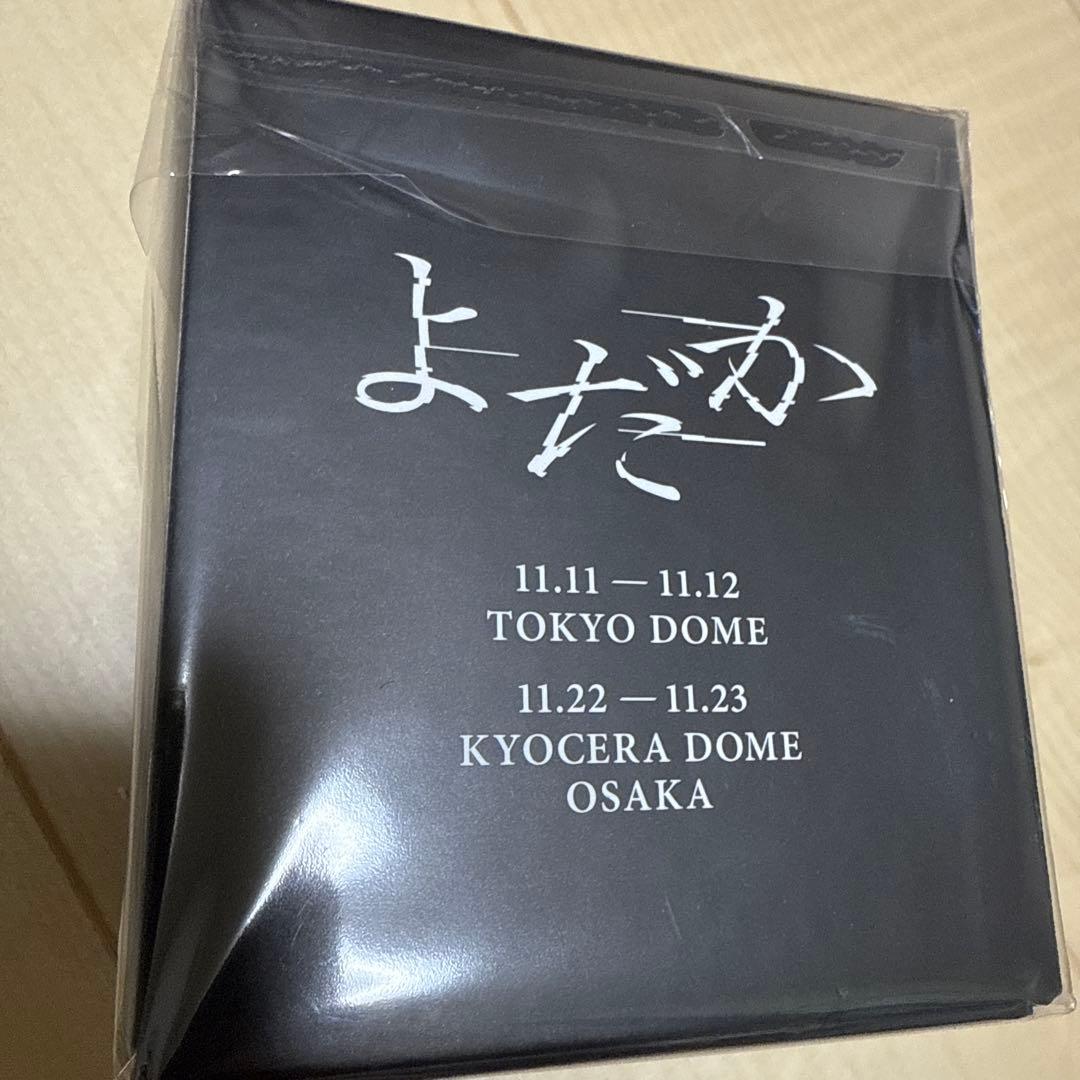 よだか
11.11 — 11.12
TOKYO DOME
11.22 — 11.23
KYOCERA DOME
OSAKA